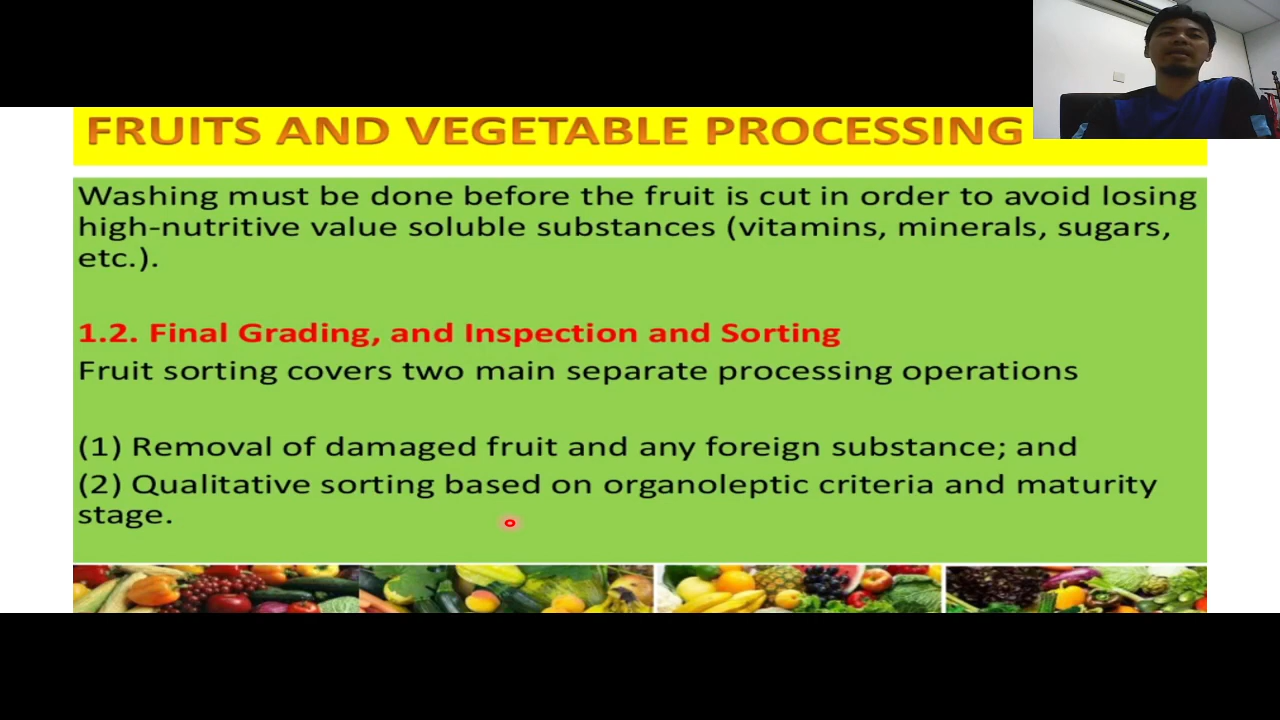 FRUITS AND VEGETABLE PROCESSING
Washing must be done before the fruit is cut in order to avoid losing
high-nutritive value soluble substances (vitamins, minerals, sugars,
etc.).
1.2. Final Grading, and Inspection and Sorting
Fruit sorting covers two main separate processing operations
(1) Removal of damaged fruit and any foreign substance; and
(2) Qualitative sorting based on organoleptic criteria and maturity
stage.